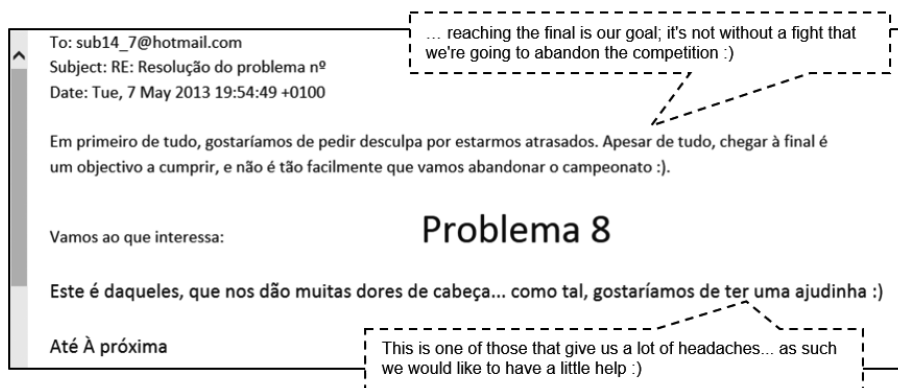 ... reaching the final is our goal; it's not without a fight that
we're going to abandon the competition :)
To: sub14_7@hotmail.com
Subject: RE: Resolução do problema nº
Date: Tue, 7 May 2013 19:54:49 +0100
Em primeiro de tudo, gostaríamos de pedir desculpa por estarmos atrasados. Apesar de tudo, chegar à final é
um objectivo a cumprir, e não é tão facilmente que vamos abandonar o campeonato :).
Vamos ao que interessa:
Problema 8
Este é daqueles, que nos dão muitas dores de cabeça... como tal, gostaríamos de ter uma ajudinha :)
Até À próxima
This is one of those that give us a lot of headaches... as such
we would like to have a little help :)